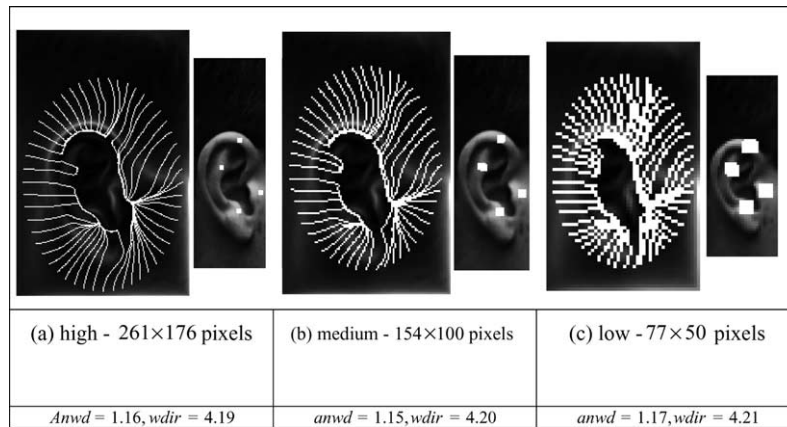 (a) high - 261×176 pixels
(b) medium - 154×100 pixels
(c) low - 77×50 pixels
Anwd = 1.16, wdir = 4.19
anwd = 1.15, wdir = 4.20
anwd = 1.17, wdir = 4.21